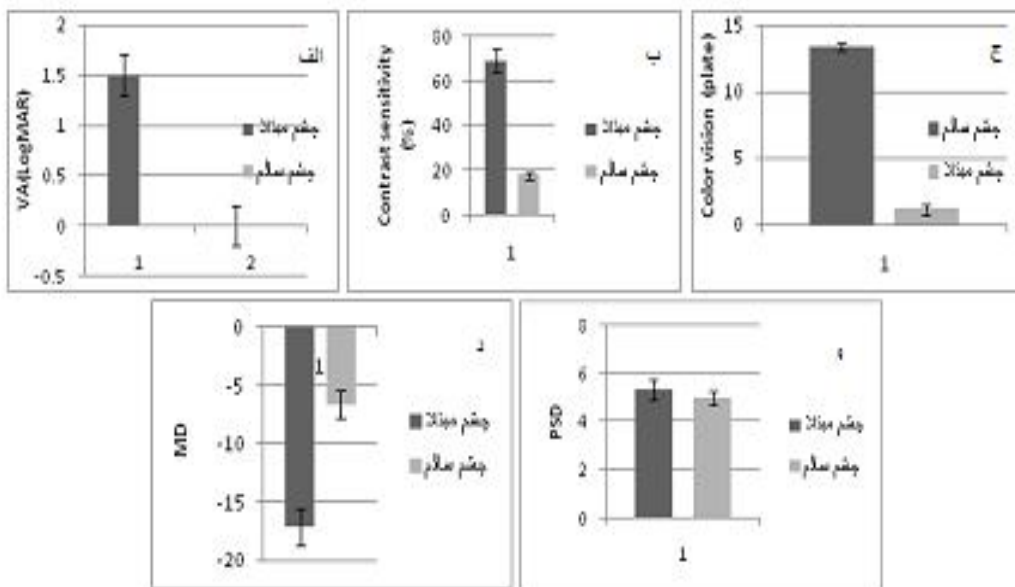 الف
VA(LogMAR)
2
1.5
1
0.5
0
-0.5
1
2
چشم مبتلا
چشم سالم
ب
Contrast sensitivity
(%)
80
60
40
20
0
1
چشم مبتلا
چشم سالم
ج
Color vision (plate)
15
10
5
0
1
چشم سالم
چشم مبتلا
د
MD
0
-5
-10
-15
-20
1
چشم مبتلا
چشم سالم
PSD
8
6
4
2
0
1
چشم مبتلا
چشم سالم